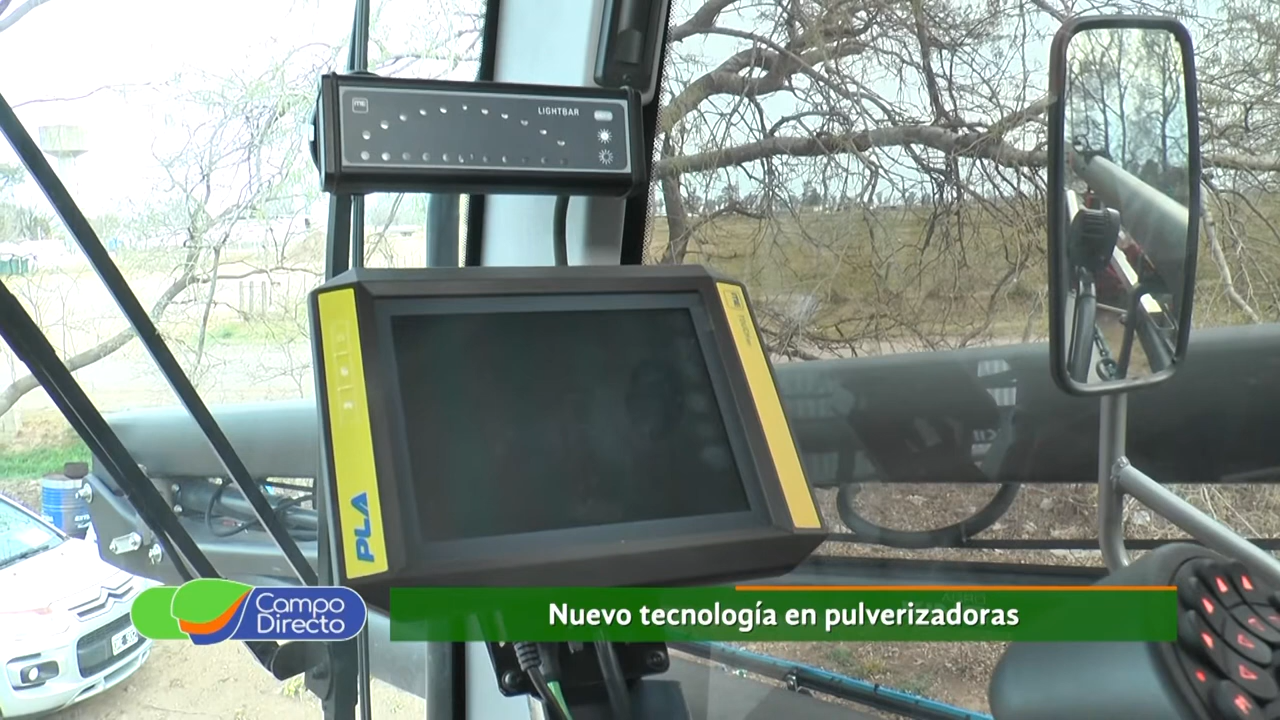 LIGHTBAR
PLA
Campo
Directo
Nuevo tecnología en pulverizadoras